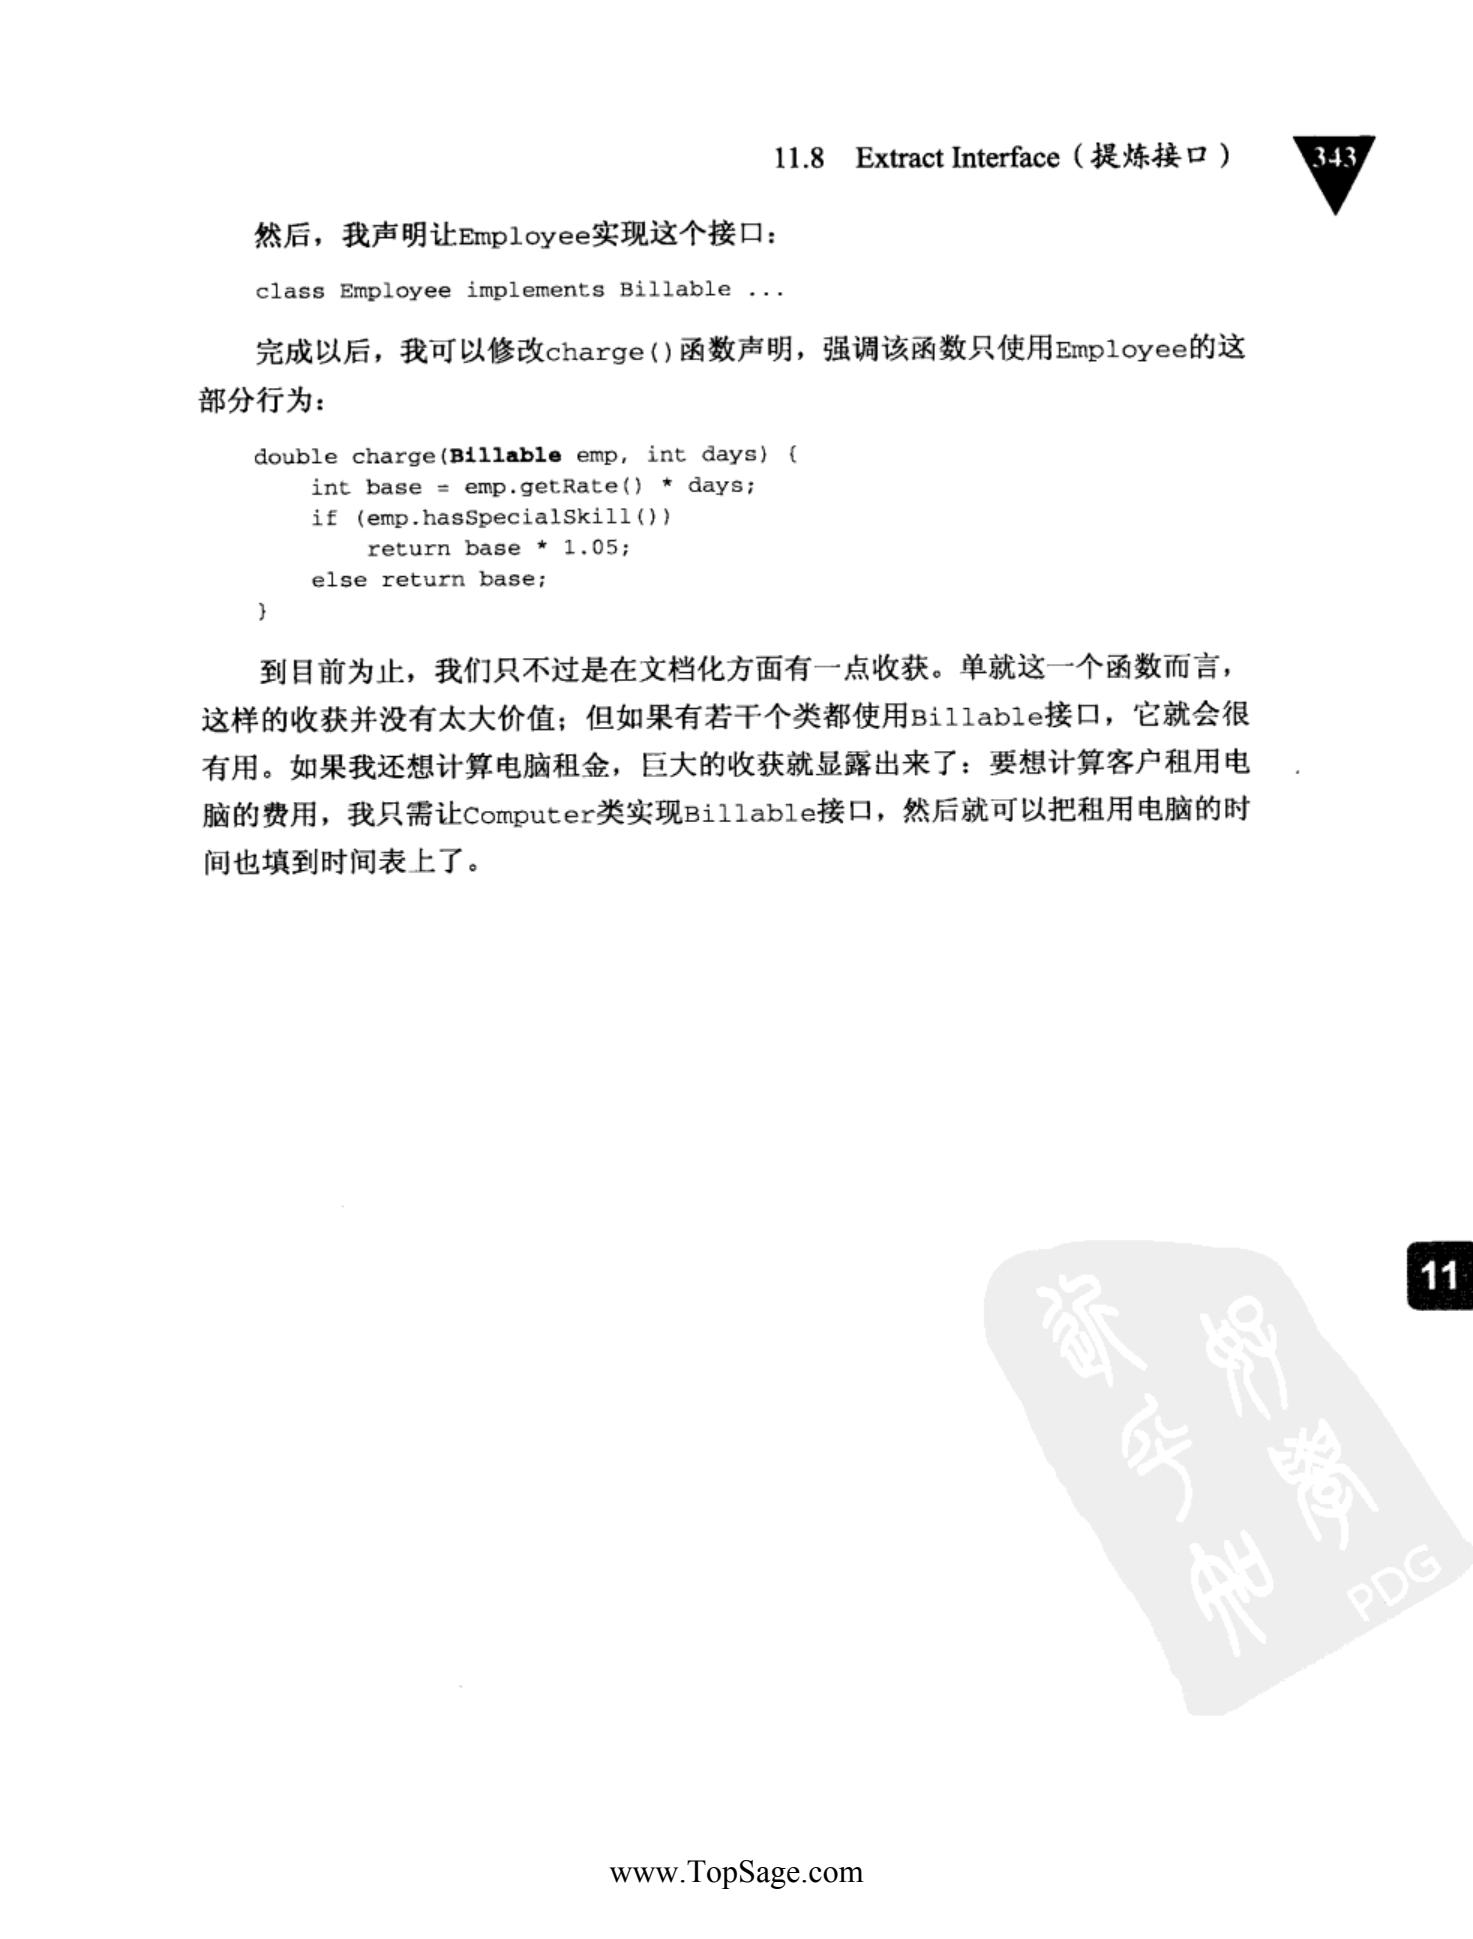 11.8 Extract Interface（提炼接口）
343
然后，我声明让Employee实现这个接口：
class Employee implements Billable ...
完成以后，我可以修改charge()函数声明，强调该函数只使用Employee的这
部分行为：
double charge(Billable emp, int days) {
    int base = emp.getRate() * days;
    if (emp.hasSpecialSkill())
        return base * 1.05;
    else return base;
}
到目前为止，我们只不过是在文档化方面有一点收获。单就这一个函数而言，
这样的收获并没有太大价值；但如果有若干个类都使用Billable接口，它就会很
有用。如果我还想计算电脑租金，巨大的收获就显露出来了：要想计算客户租用电
脑的费用，我只需让Computer类实现Billable接口，然后就可以把租用电脑的时
间也填到时间表上了。
11
PDG
www.TopSage.com